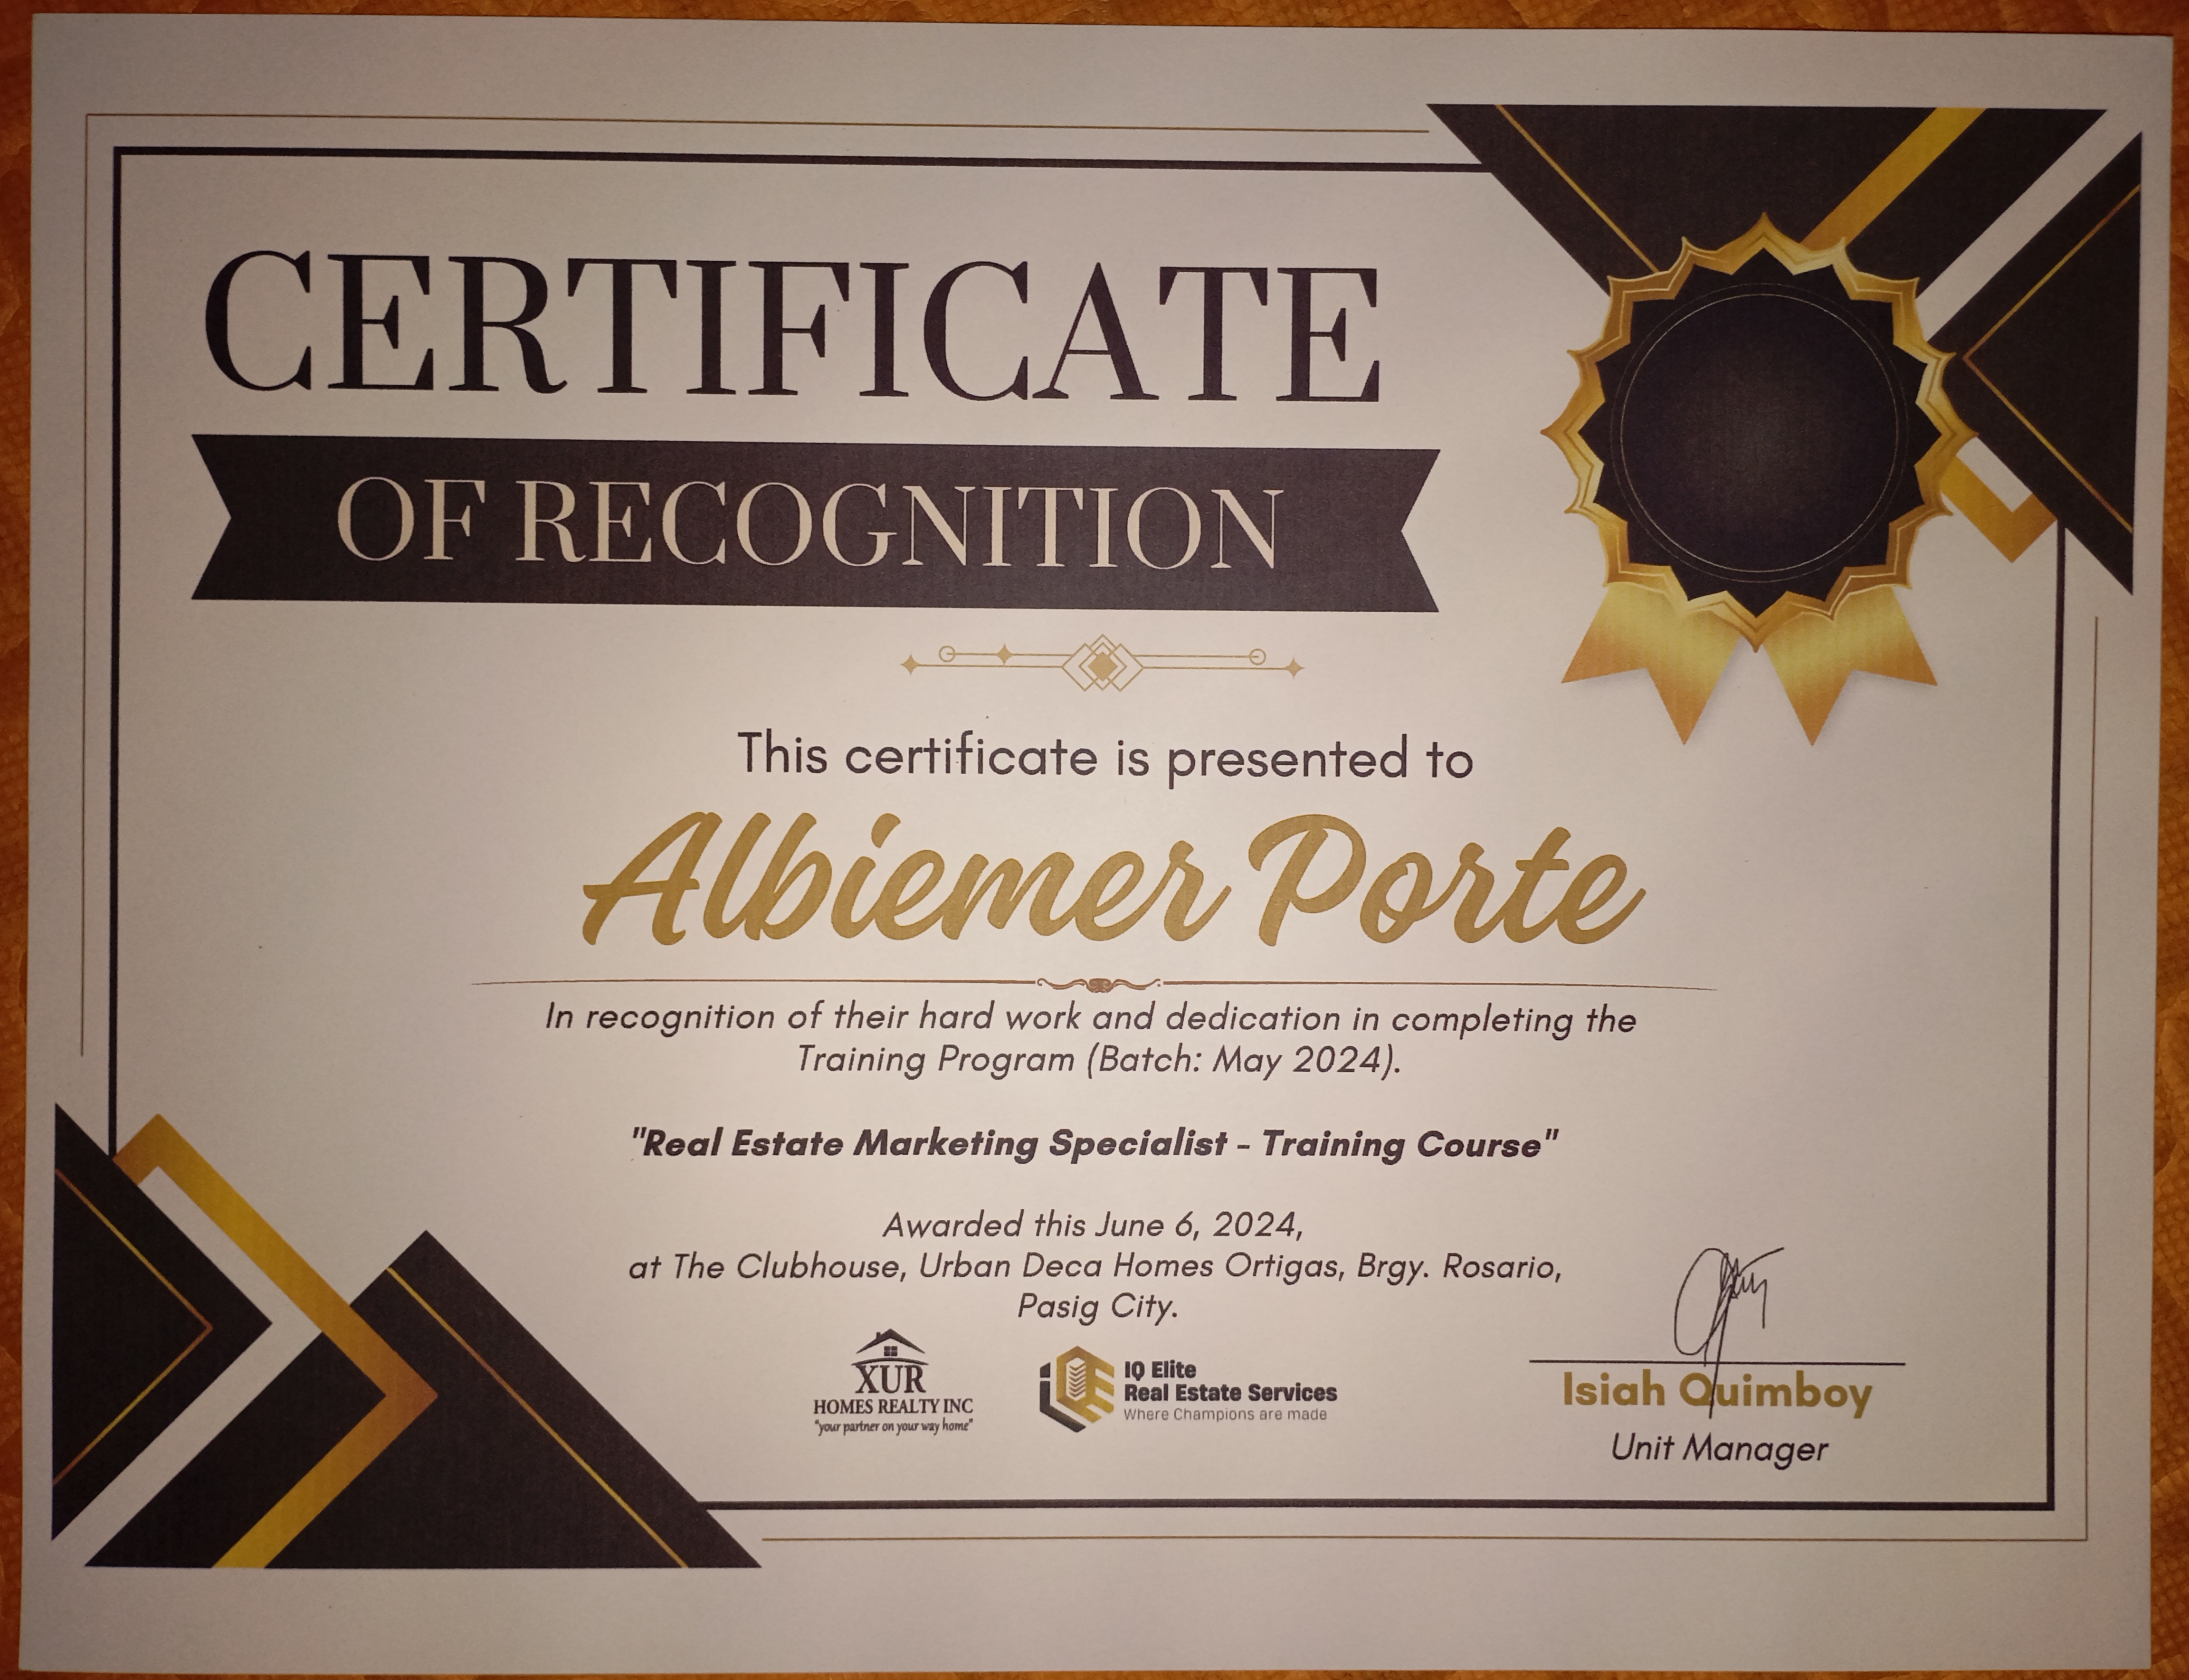 CERTIFICATE
OF RECOGNITION
This certificate is presented to
Albiemer Porte
In recognition of their hard work and dedication in completing the
Training Program (Batch: May 2024).
"Real Estate Marketing Specialist - Training Course"
Awarded this June 6, 2024,
at The Clubhouse, Urban Deca Homes Ortigas, Brgy. Rosario,
Pasig City.
XUR
HOMES REALTY INC
"your partner on your way home"
IQ Elite
Real Estate Services
Where Champions are made
Isiah Quimboy
Unit Manager